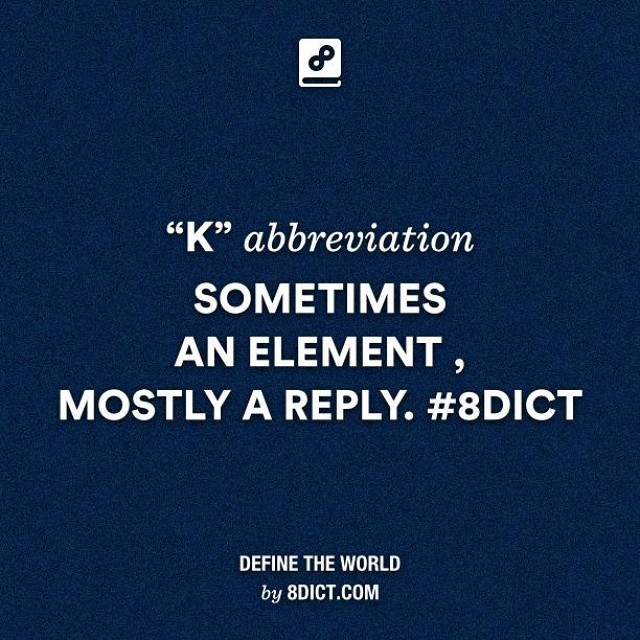 “K” abbreviation
SOMETIMES
AN ELEMENT ,
MOSTLY A REPLY. #8DICT
DEFINE THE WORLD
by 8DICT.COM